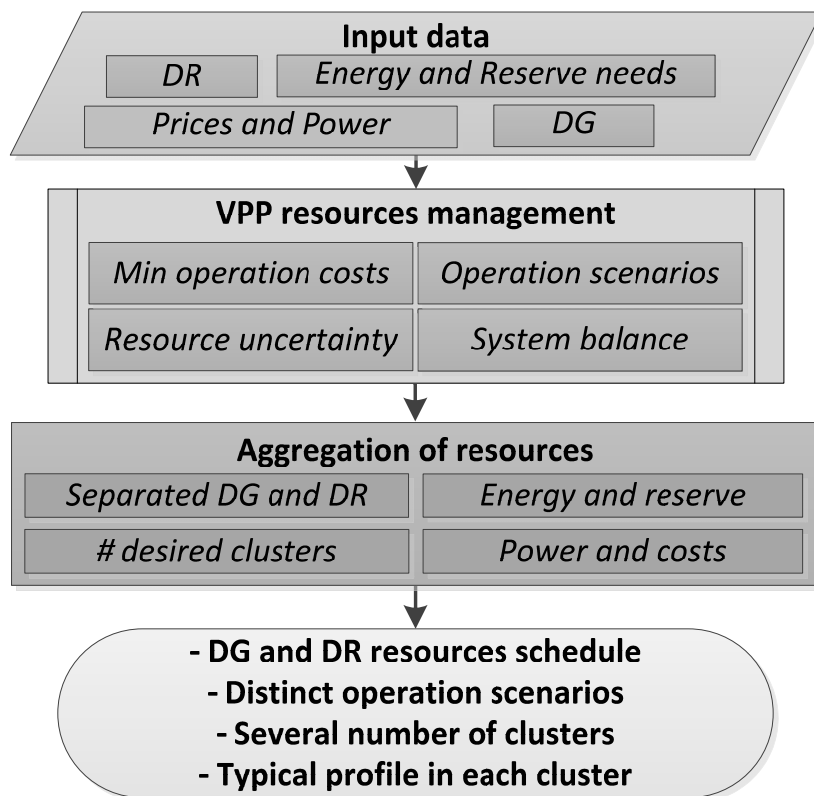 Input data
DR
Energy and Reserve needs
Prices and Power
DG
VPP resources management
Min operation costs
Operation scenarios
Resource uncertainty
System balance
Aggregation of resources
Separated DG and DR
Energy and reserve
# desired clusters
Power and costs
- DG and DR resources schedule
- Distinct operation scenarios
- Several number of clusters
- Typical profile in each cluster